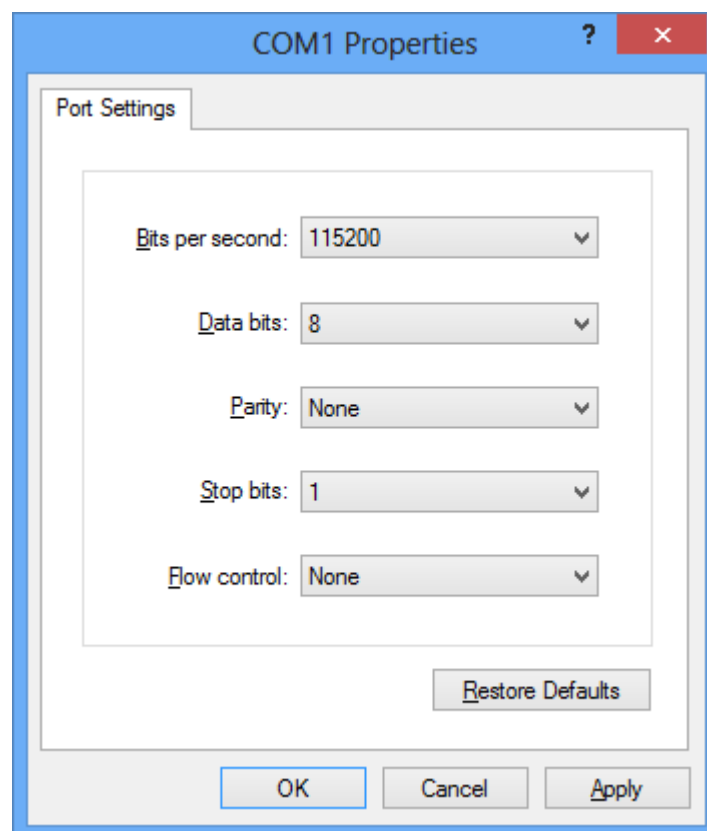 COM1 Properties ? ×
Port Settings
Bits per second: 115200
Data bits: 8
Parity: None
Stop bits: 1
Flow control: None
Restore Defaults
OK Cancel Apply